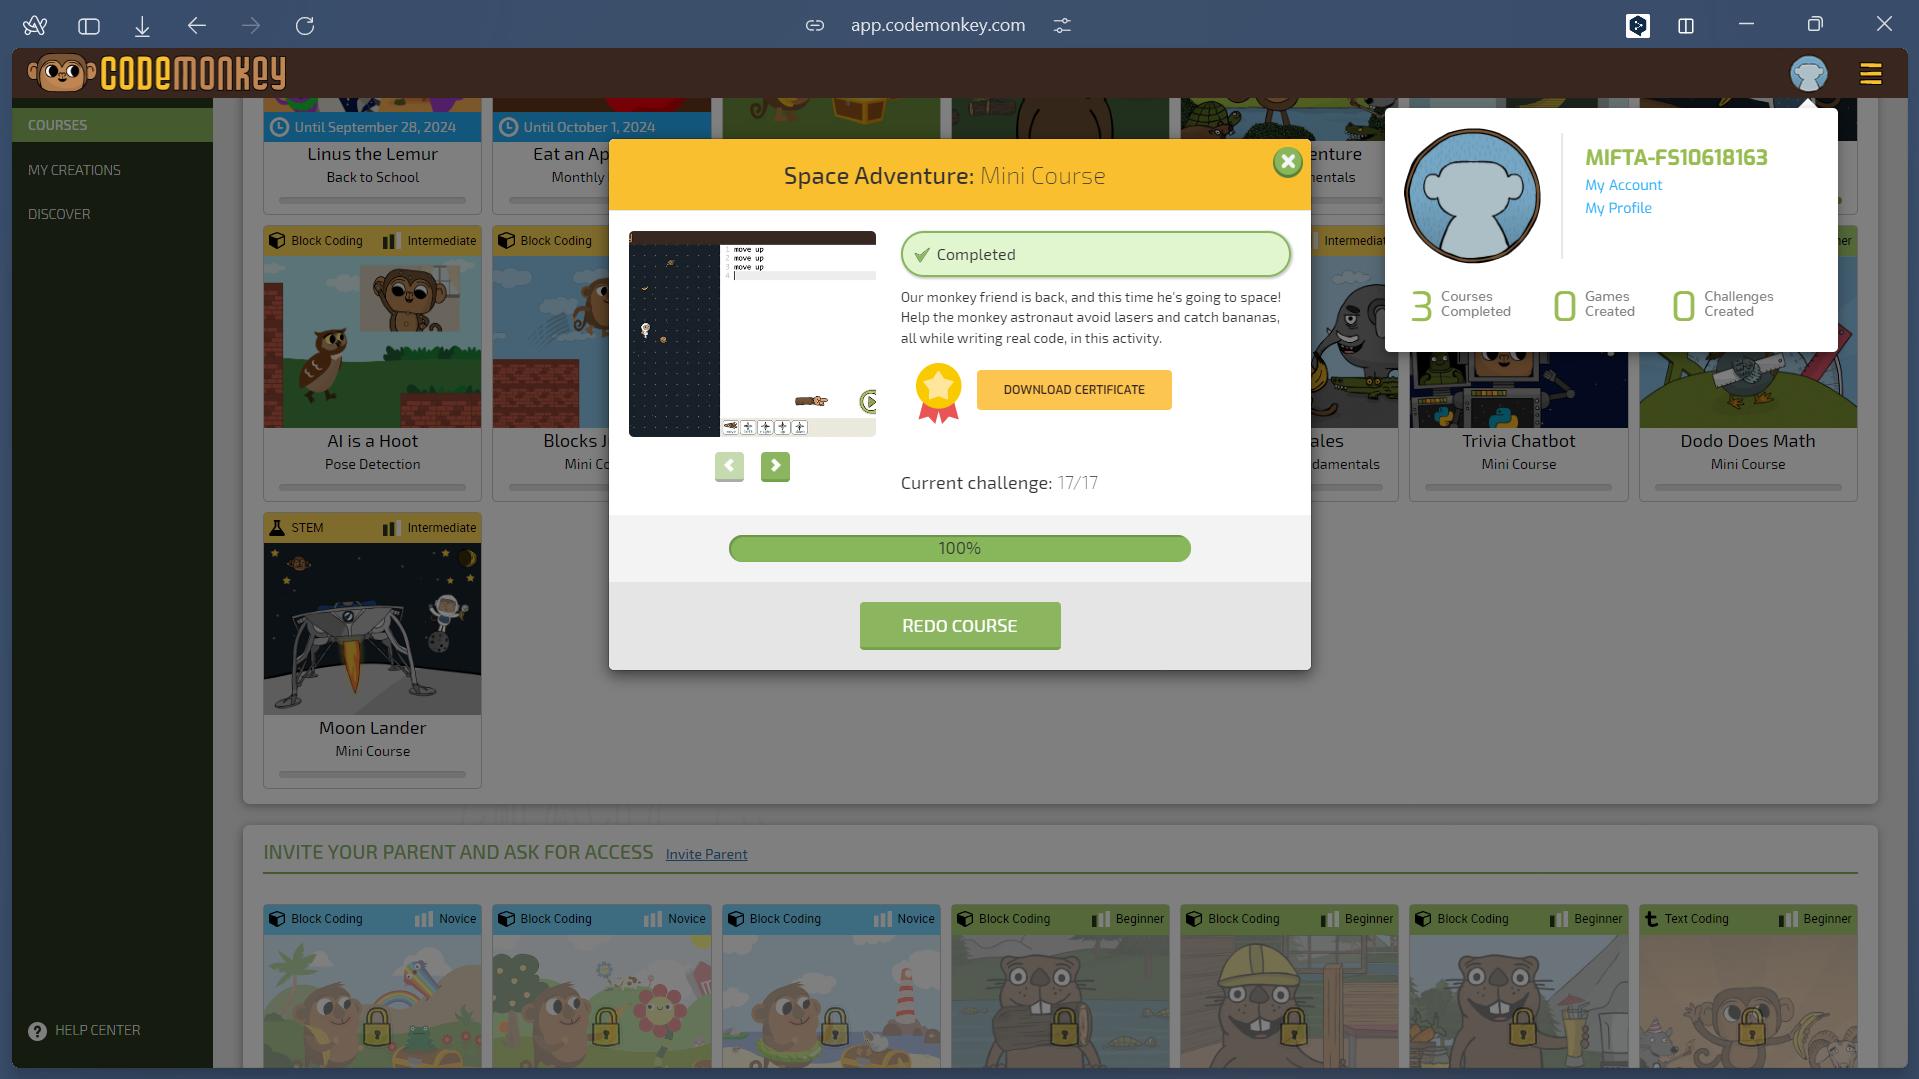 app.codemonkey.com
CODEMONKEY
COURSES
MY CREATIONS
DISCOVER
HELP CENTER
Until September 28, 2024
Linus the Lemur
Back to School
Until October 1, 2024
Eat an Ap
Monthly
enture
mentals
Space Adventure: Mini Course
1 move up
2 move up
3 move up
4
Completed
Our monkey friend is back, and this time he's going to space!
Help the monkey astronaut avoid lasers and catch bananas,
all while writing real code, in this activity.
DOWNLOAD CERTIFICATE
Current challenge: 17/17
100%
REDO COURSE
MIFTA-FS10618163
My Account
My Profile
3 Courses Completed
0 Games Created
0 Challenges Created
Block Coding Intermediate
AI is a Hoot
Pose Detection
Block Coding
Blocks J
Mini Co
Intermedia
ales
damentals
Trivia Chatbot
Mini Course
ner
Dodo Does Math
Mini Course
STEM Intermediate
Moon Lander
Mini Course
INVITE YOUR PARENT AND ASK FOR ACCESS Invite Parent
Block Coding Novice
Block Coding Novice
Block Coding Novice
Block Coding Beginner
Block Coding Beginner
Block Coding Beginner
Text Coding Beginner